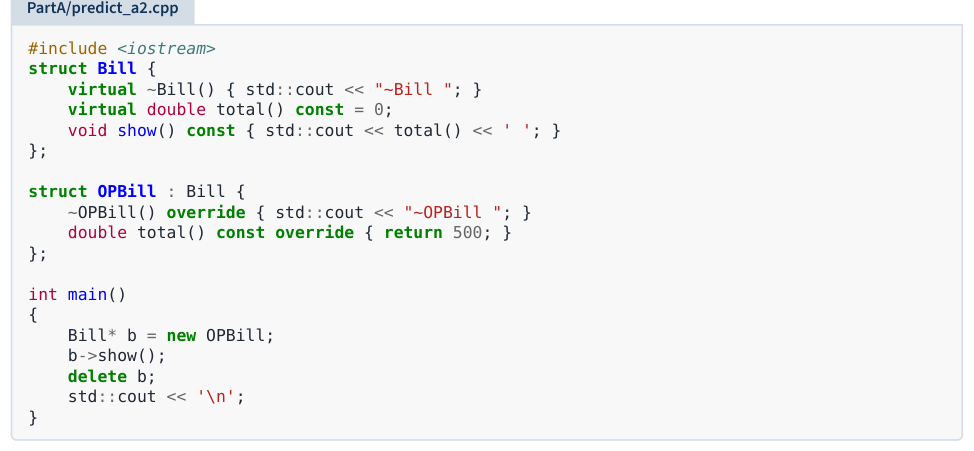 PartA/predict_a2.cpp
#include <iostream>
struct Bill {
    virtual ~Bill() { std::cout << "~Bill "; }
    virtual double total() const = 0;
    void show() const { std::cout << total() << ' '; }
};

struct OPBill : Bill {
    ~OPBill() override { std::cout << "~OPBill "; }
    double total() const override { return 500; }
};

int main()
{
    Bill* b = new OPBill;
    b->show();
    delete b;
    std::cout << '\n';
}